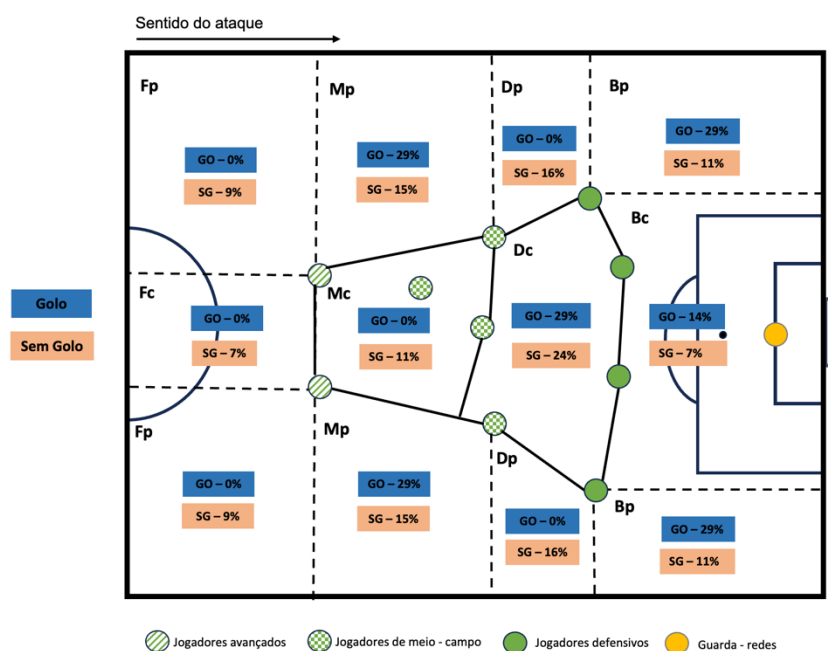 Sentido do ataque
Fp
Mp
Dp
Bp
GO – 0%
SG – 9%
GO – 29%
SG – 15%
GO – 0%
SG – 16%
GO – 29%
SG – 11%
Bc
Dc
Fc
Mc
Golo
Sem Golo
GO – 0%
SG – 7%
GO – 0%
SG – 11%
GO – 29%
SG – 24%
GO – 14%
SG – 7%
Fp
Mp
Dp
Bp
GO – 0%
SG – 9%
GO – 29%
SG – 15%
GO – 0%
SG – 16%
GO – 29%
SG – 11%
Jogadores avançados
Jogadores de meio - campo
Jogadores defensivos
Guarda - redes